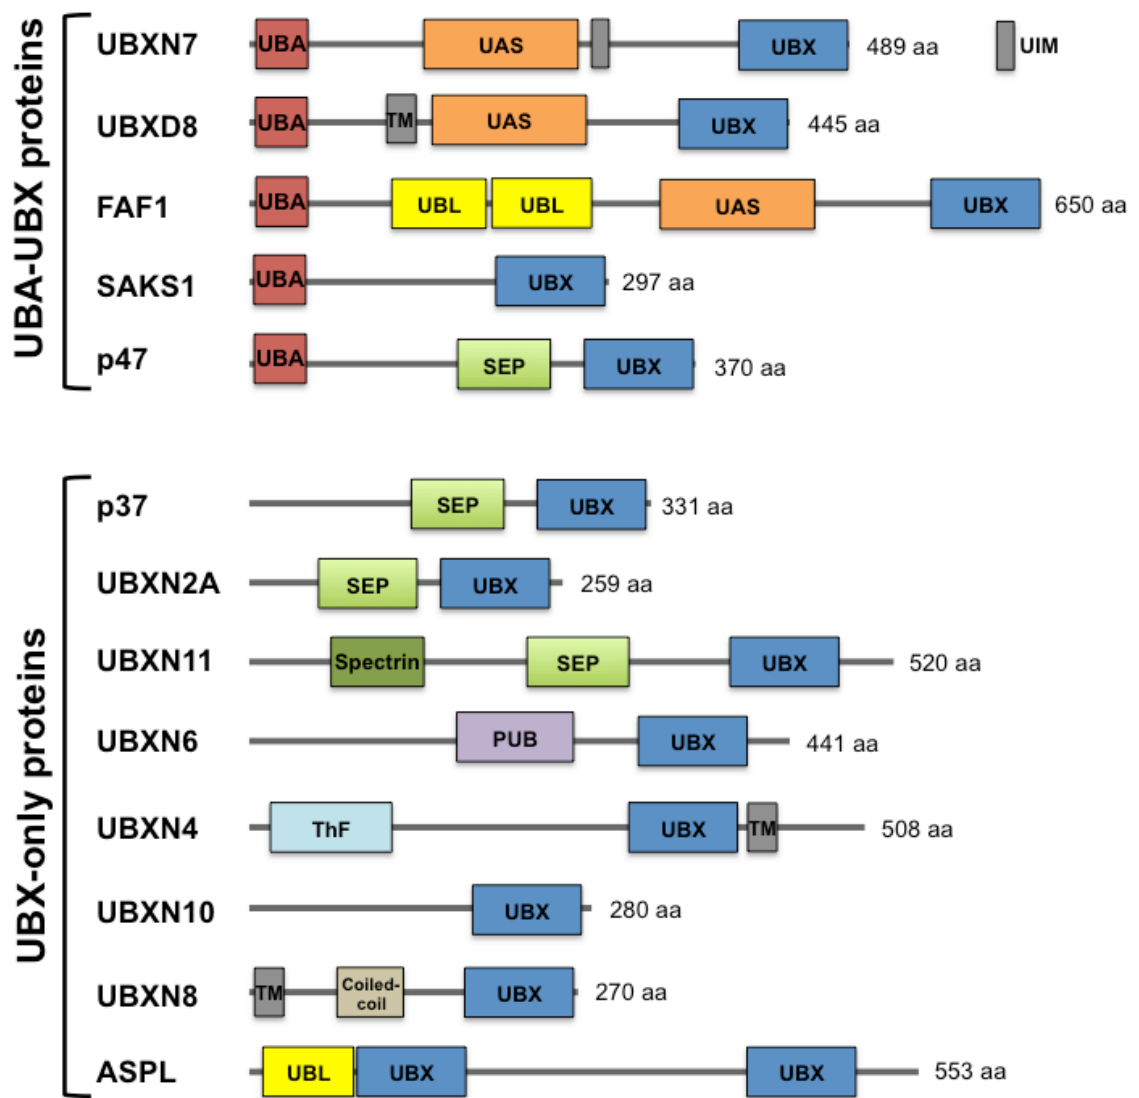 UBA-UBX proteins
UBXN7 UBA UAS UBX 489 aa UIM
UBXD8 UBA TM UAS UBX 445 aa
FAF1 UBA UBL UBL UAS UBX 650 aa
SAKS1 UBA UBX 297 aa
p47 UBA SEP UBX 370 aa
UBX-only proteins
p37 SEP UBX 331 aa
UBXN2A SEP UBX 259 aa
UBXN11 Spectrin SEP UBX 520 aa
UBXN6 PUB UBX 441 aa
UBXN4 ThF UBX TM 508 aa
UBXN10 UBX 280 aa
UBXN8 TM Coiled-
coil UBX 270 aa
ASPL UBL UBX UBX 553 aa